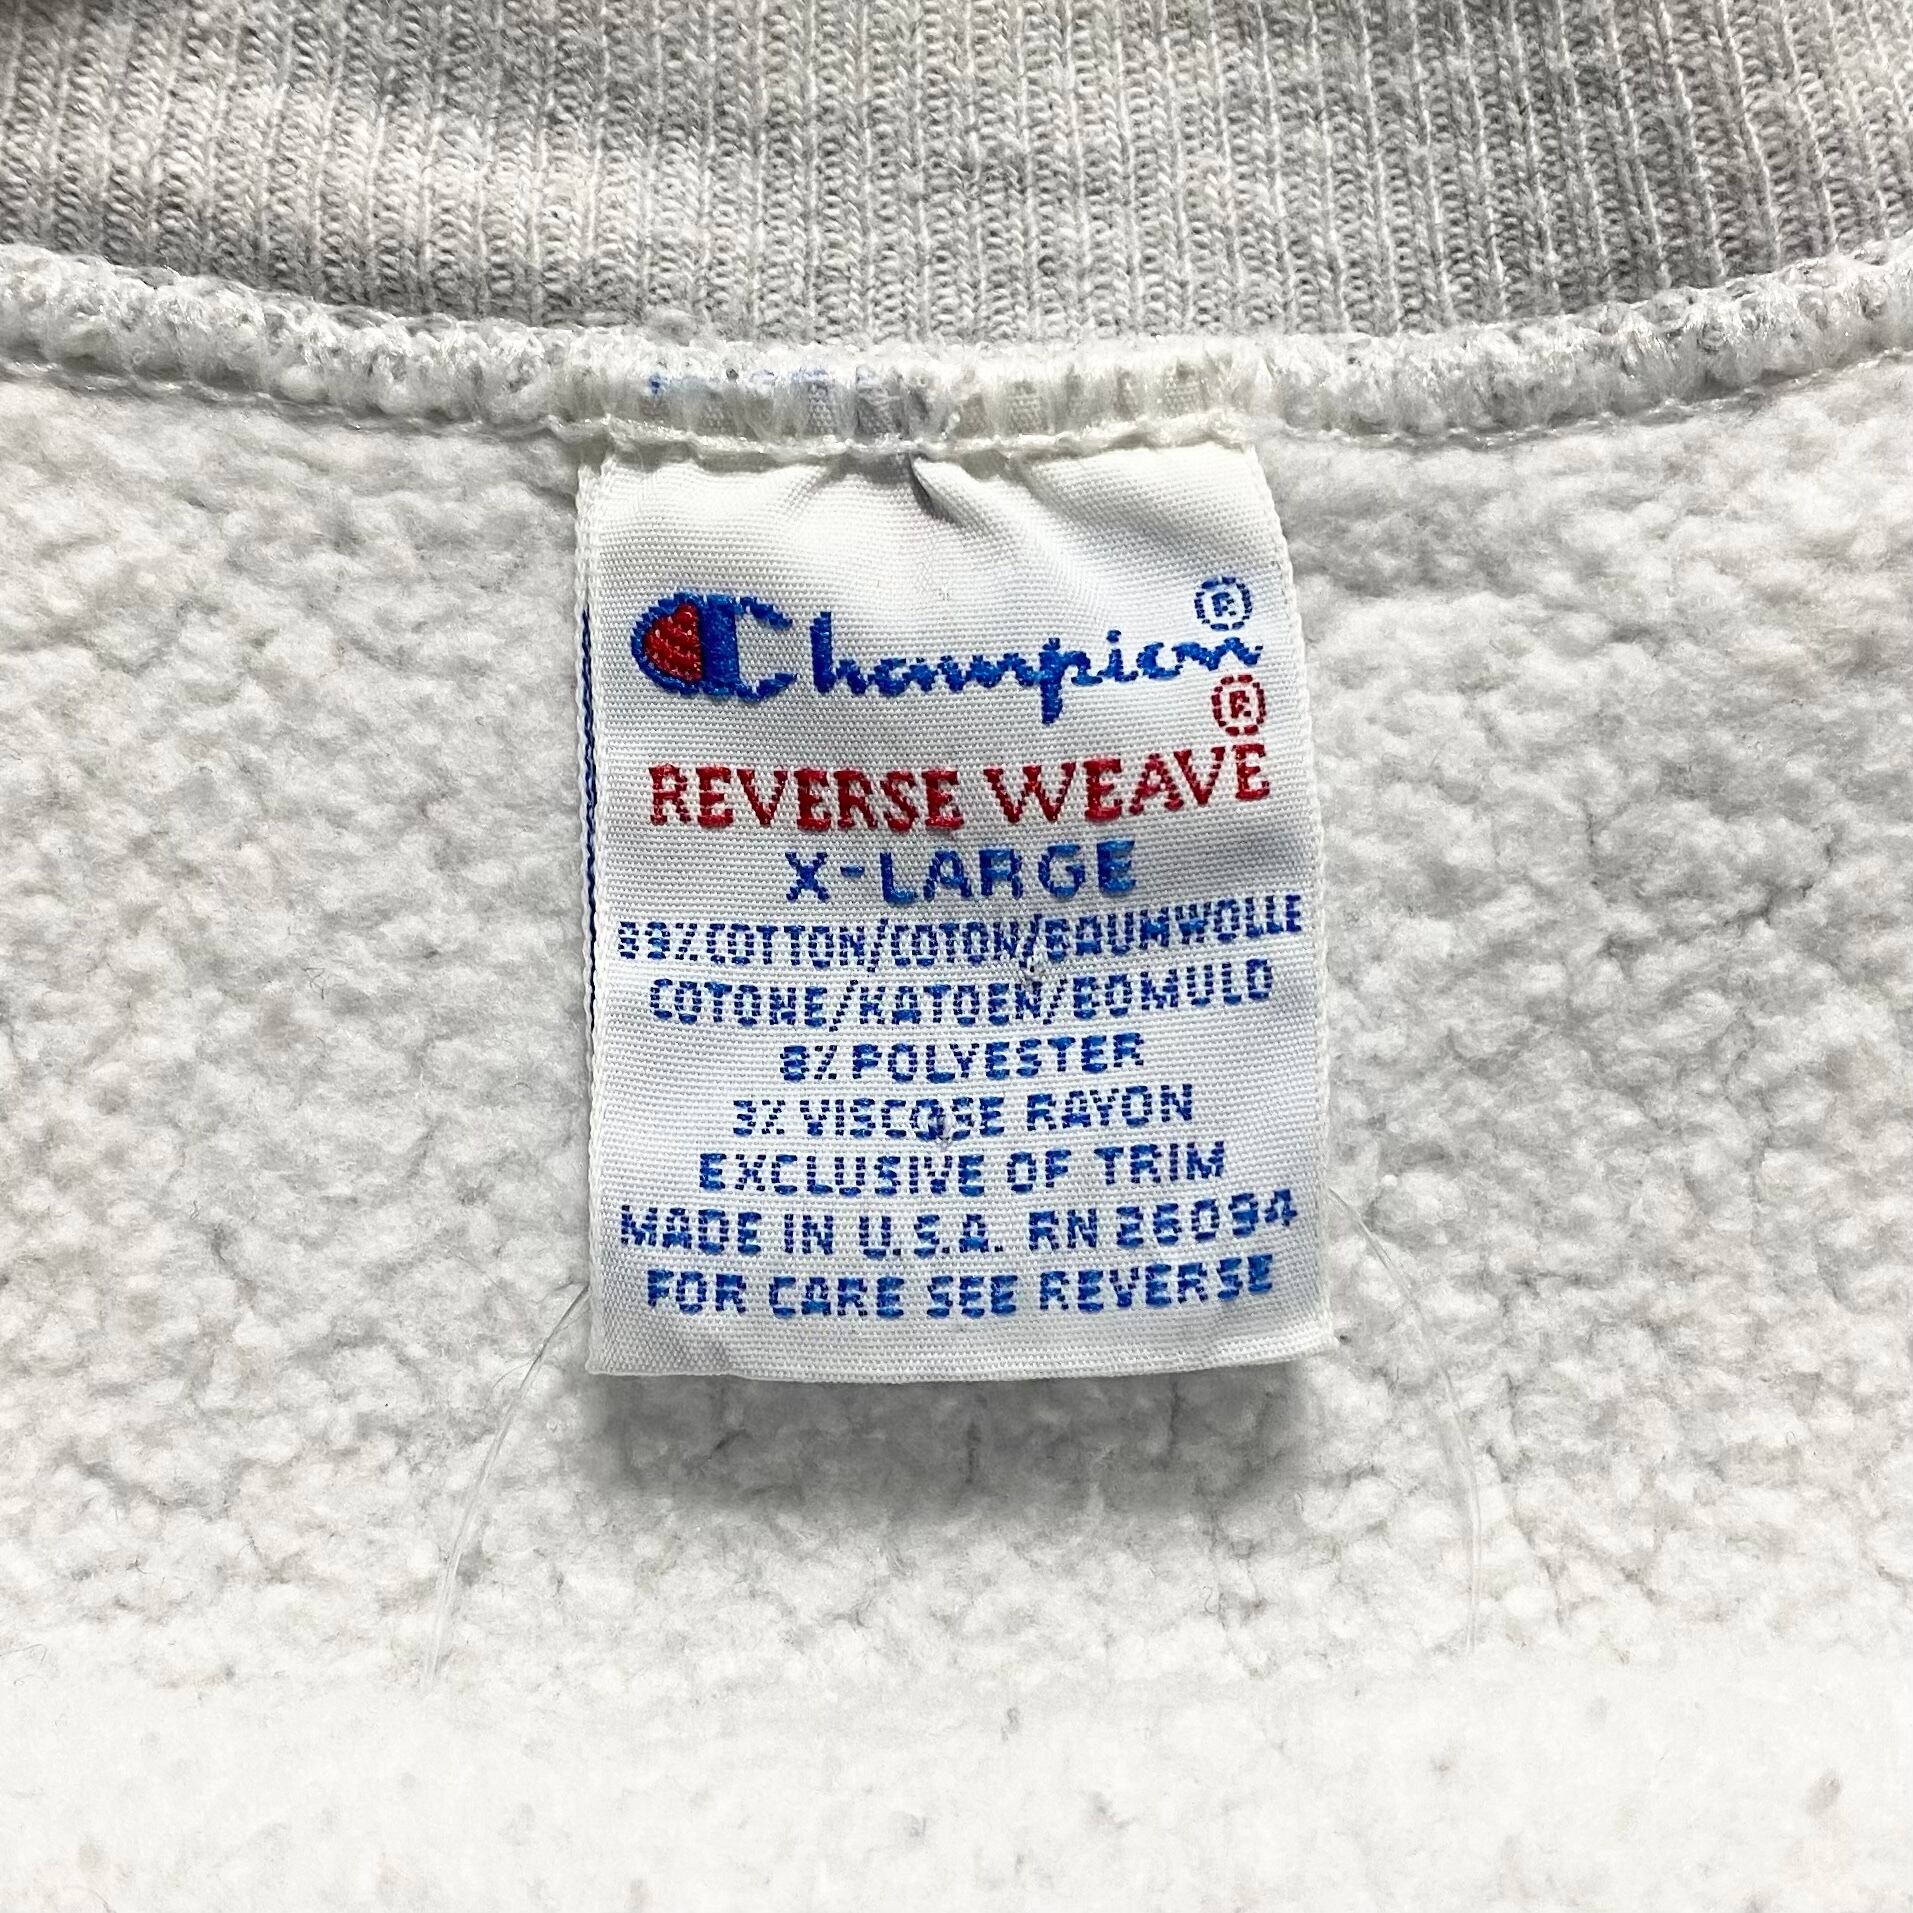 Champion®
®
REVERSE WEAVE
X-LARGE
89% COTTON/COTON/BAUMWOLLE
COTONE/KATOEN/BOMULD
8% POLYESTER
3% VISCOSE RAYON
EXCLUSIVE OF TRIM
MADE IN U.S.A. RN 26094
FOR CARE SEE REVERSE